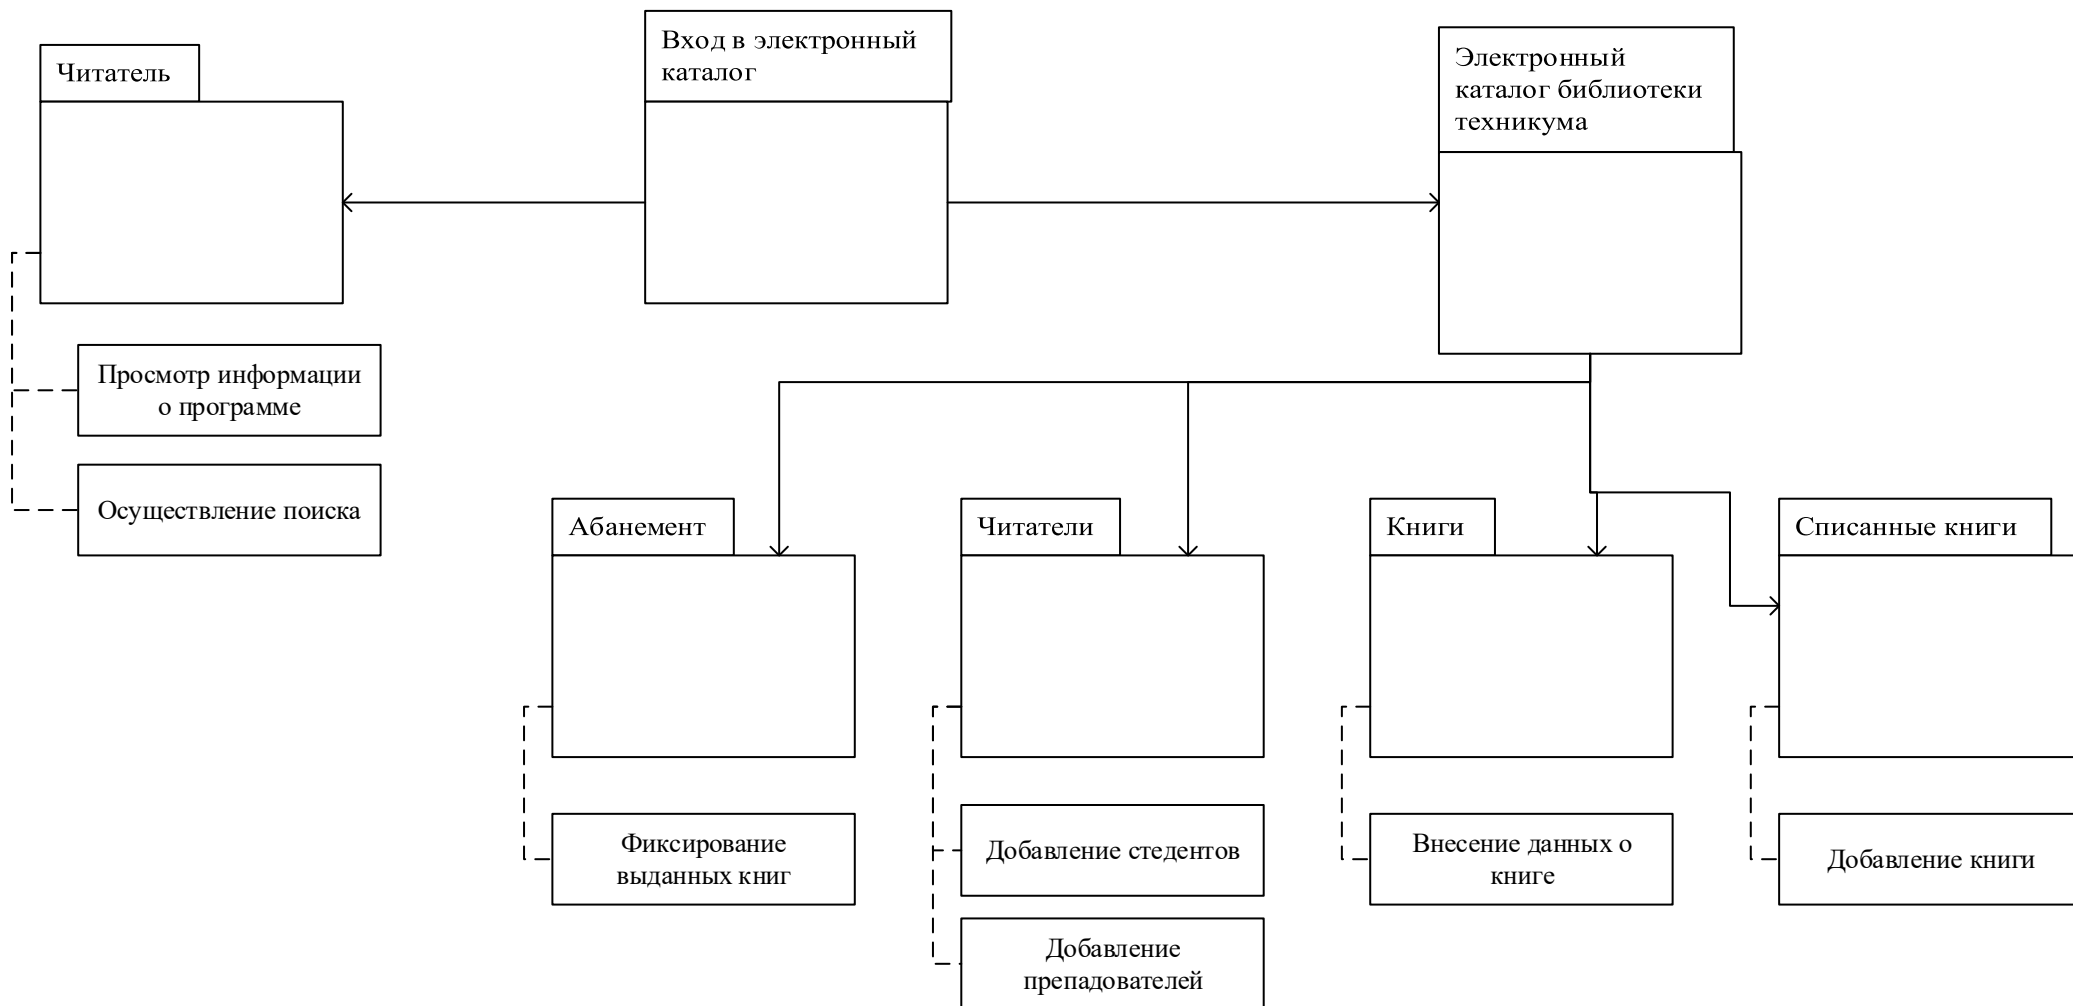 Читатель
Вход в электронный
каталог
Электронный
каталог библиотеки
техникума
Просмотр информации
о программе
Осуществление поиска
Абанемент
Читатели
Книги
Списанные книги
Фиксирование
выданных книг
Добавление стедентов
Внесение данных о
книге
Добавление книги
Добавление
препадователей